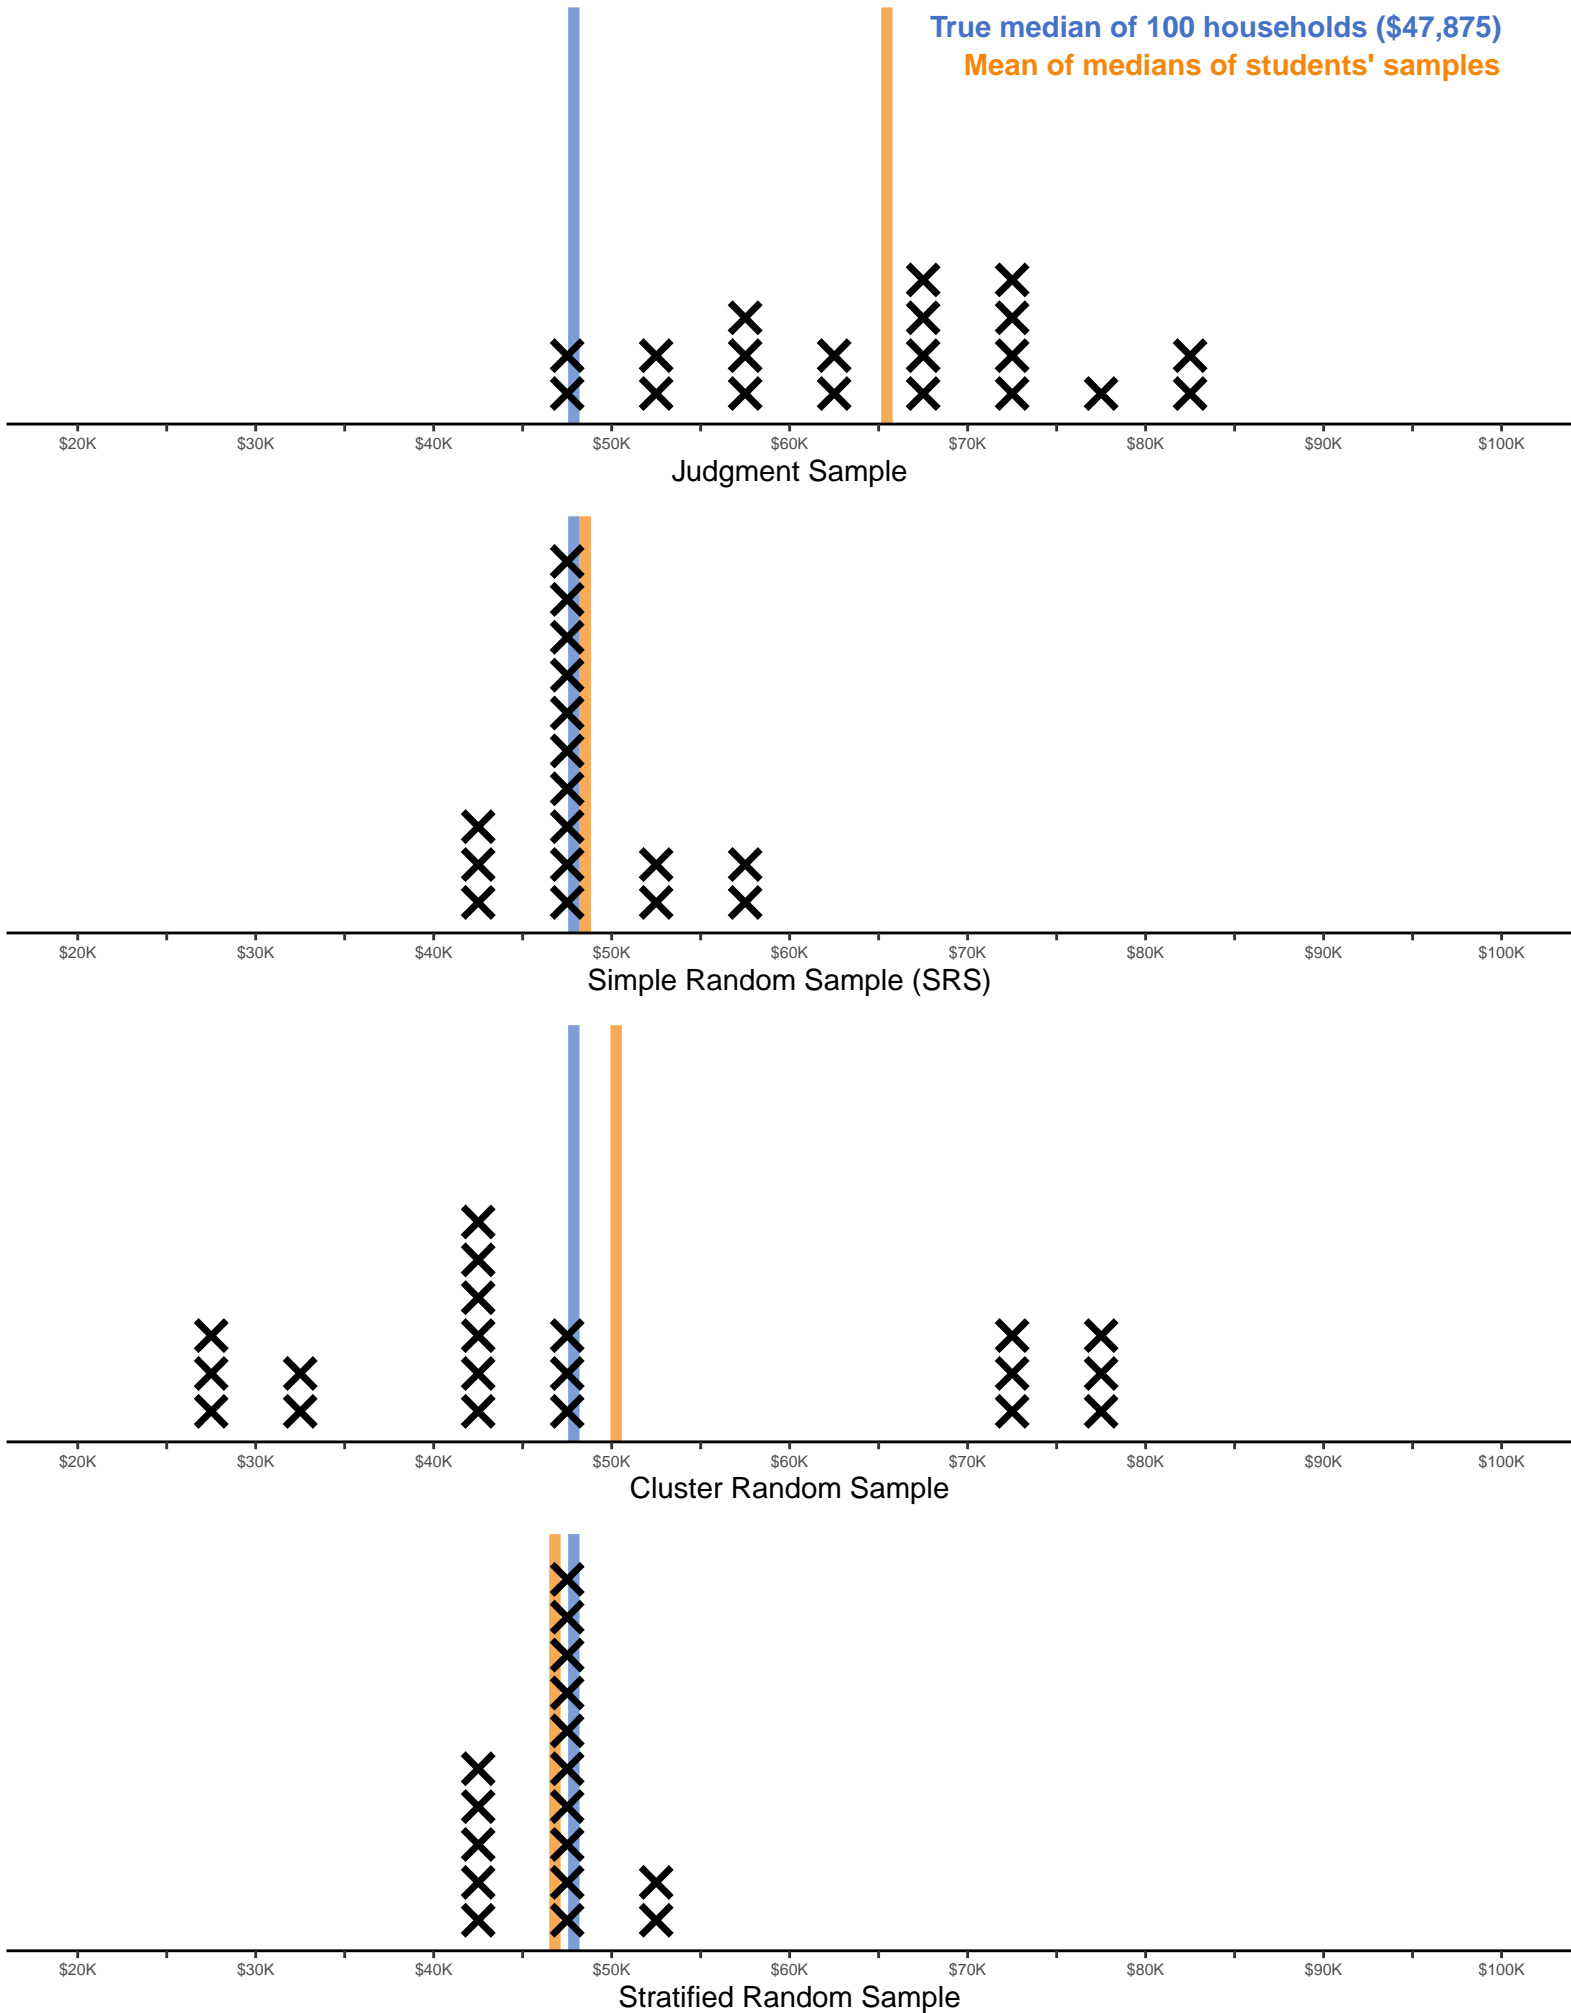 True median of 100 households ($47,875)
Mean of medians of students' samples
$20K $30K $40K $50K $60K $70K $80K $90K $100K
Judgment Sample
$20K $30K $40K $50K $60K $70K $80K $90K $100K
Simple Random Sample (SRS)
$20K $30K $40K $50K $60K $70K $80K $90K $100K
Cluster Random Sample
$20K $30K $40K $50K $60K $70K $80K $90K $100K
Stratified Random Sample